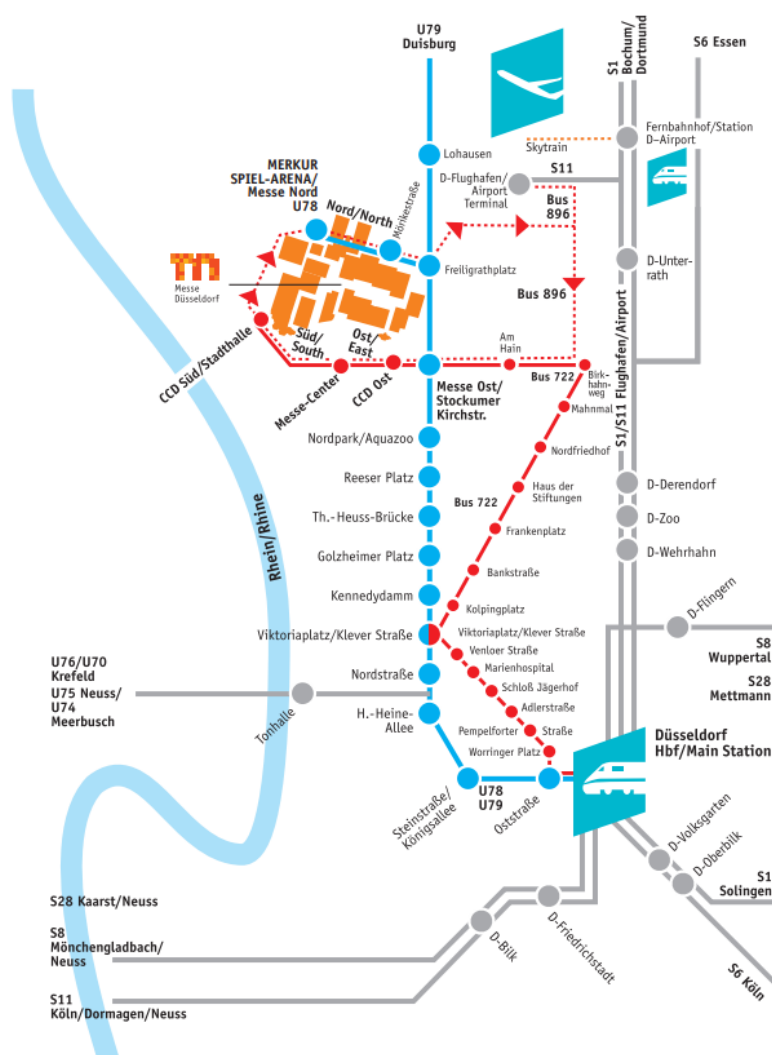 U79
Duisburg
S1
Bochum/
Dortmund
S6 Essen
Lohausen
Skytrain
Fernbahnhof/Station
D–Airport
MERKUR
SPIEL-ARENA/
Messe Nord
U78
Nord/North
Mörikestraße
D-Flughafen/
Airport
Terminal
S11
Bus
896
Messe
Düsseldorf
Freiligrathplatz
D-Unter-
rath
Bus 896
CCD Süd/Stadthalle
Süd/
South
Ost/
East
Messe-Center
CCD Ost
Am
Hain
Messe Ost/
Stockumer
Kirchstr.
Bus 722
Birk-
hahn-
weg
S1/S11 Flughafen/Airport
Mahnmal
Nordpark/Aquazoo
Nordfriedhof
Reeser Platz
Haus der
Stiftungen
D-Derendorf
Bus 722
Th.-Heuss-Brücke
Frankenplatz
D-Zoo
Rhein/Rhine
Golzheimer Platz
D-Wehrhahn
Bankstraße
Kennedydamm
Kolpingplatz
D-Flingern
Viktoriaplatz/Klever Straße
Viktoriaplatz/Klever Straße
S8
Wuppertal
S28
Mettmann
Venloer Straße
U76/U70
Krefeld
U75 Neuss/
U74
Meerbusch
Marienhospital
Nordstraße
Schloß Jägerhof
Tonhalle
H.-Heine-
Allee
Adlerstraße
Pempelforter Straße
Worringer Platz
Düsseldorf
Hbf/Main Station
Steinstraße/
Königsallee
U78
U79
Oststraße
D-Volksgarten
D-Oberbilk
S1
Solingen
S28 Kaarst/Neuss
S8
Mönchengladbach/
Neuss
D-Bilk
D-Friedrichstadt
S6 Köln
S11
Köln/Dormagen/Neuss